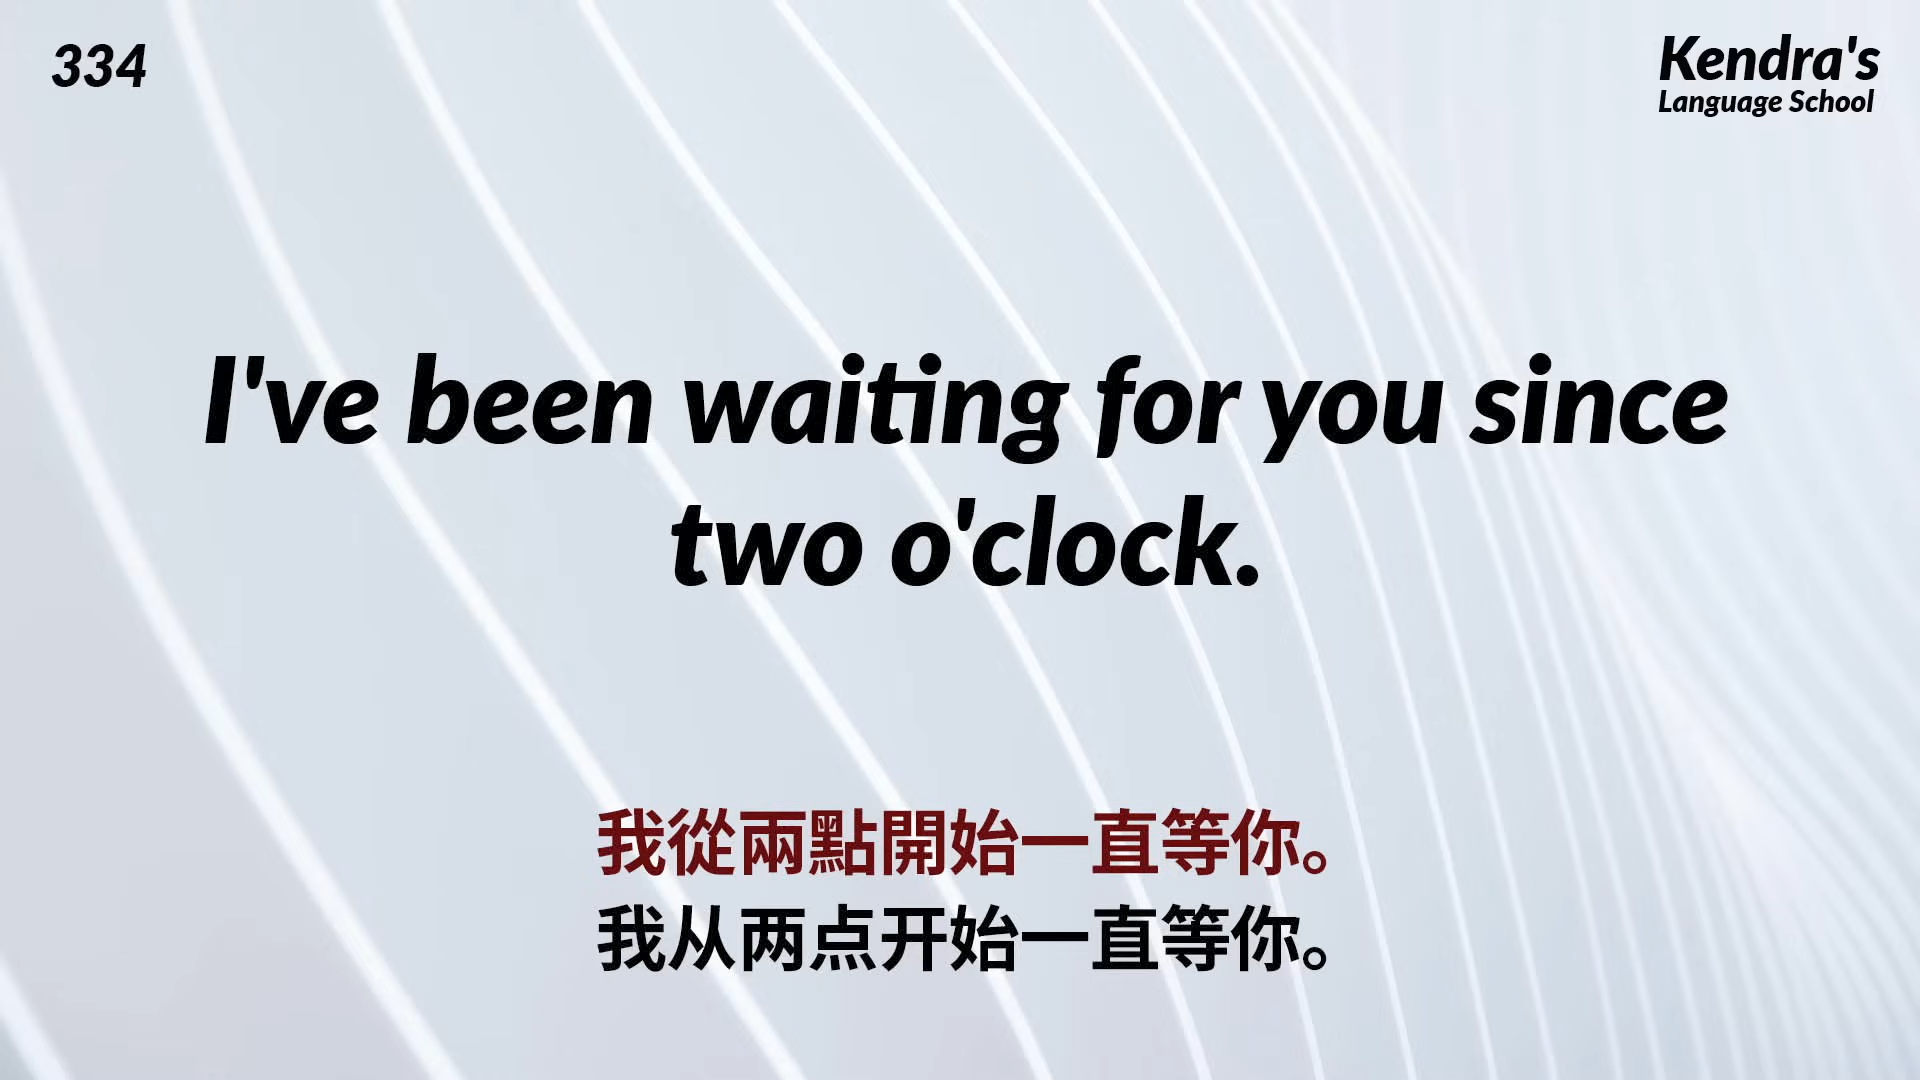 334
Kendra's
Language School
I've been waiting for you since
two o'clock.
我從兩點開始一直等你。
我从两点开始一直等你。